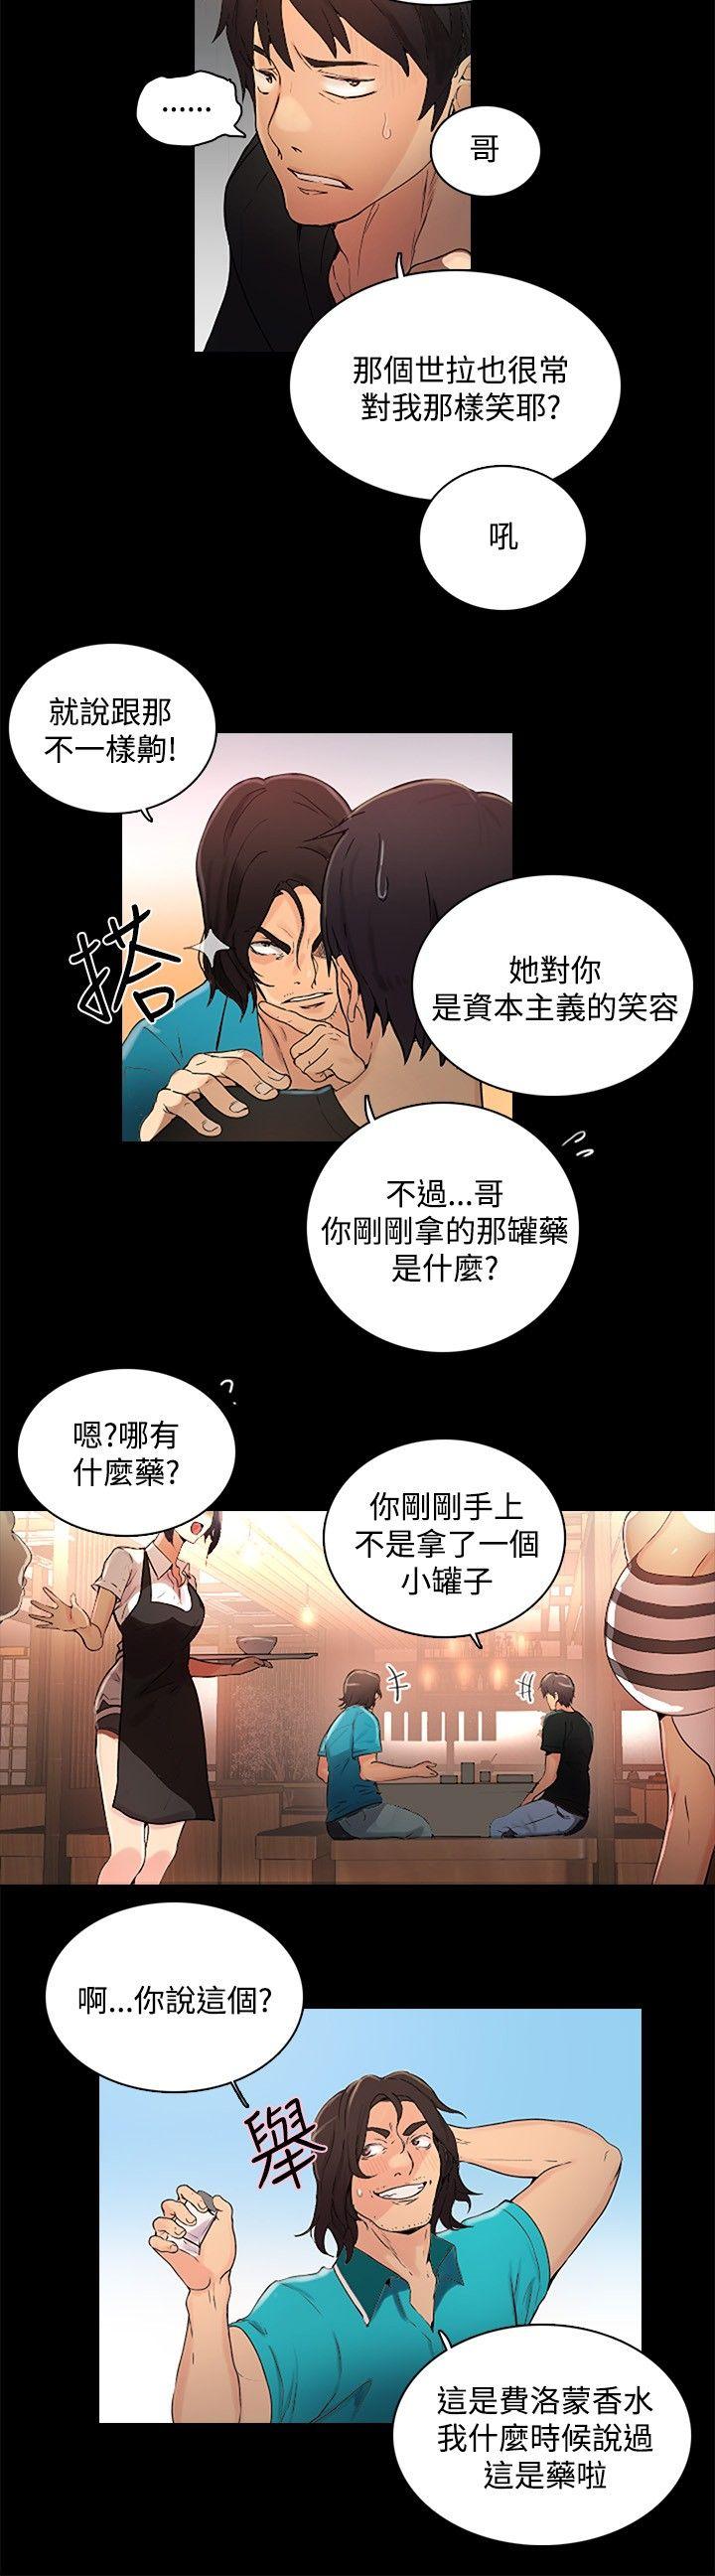 ……
哥
那個世拉也很常
對我那樣笑耶?
吼
就說跟那
不一樣齁!
搭
她對你
是資本主義的笑容
不過...哥
你剛剛拿的那罐藥
是什麼?
嗯?哪有
什麼藥?
你剛剛手上
不是拿了一個
小罐子
啊...你說這個?
舉
這是費洛蒙香水
我什麼時候說過
這是藥啦